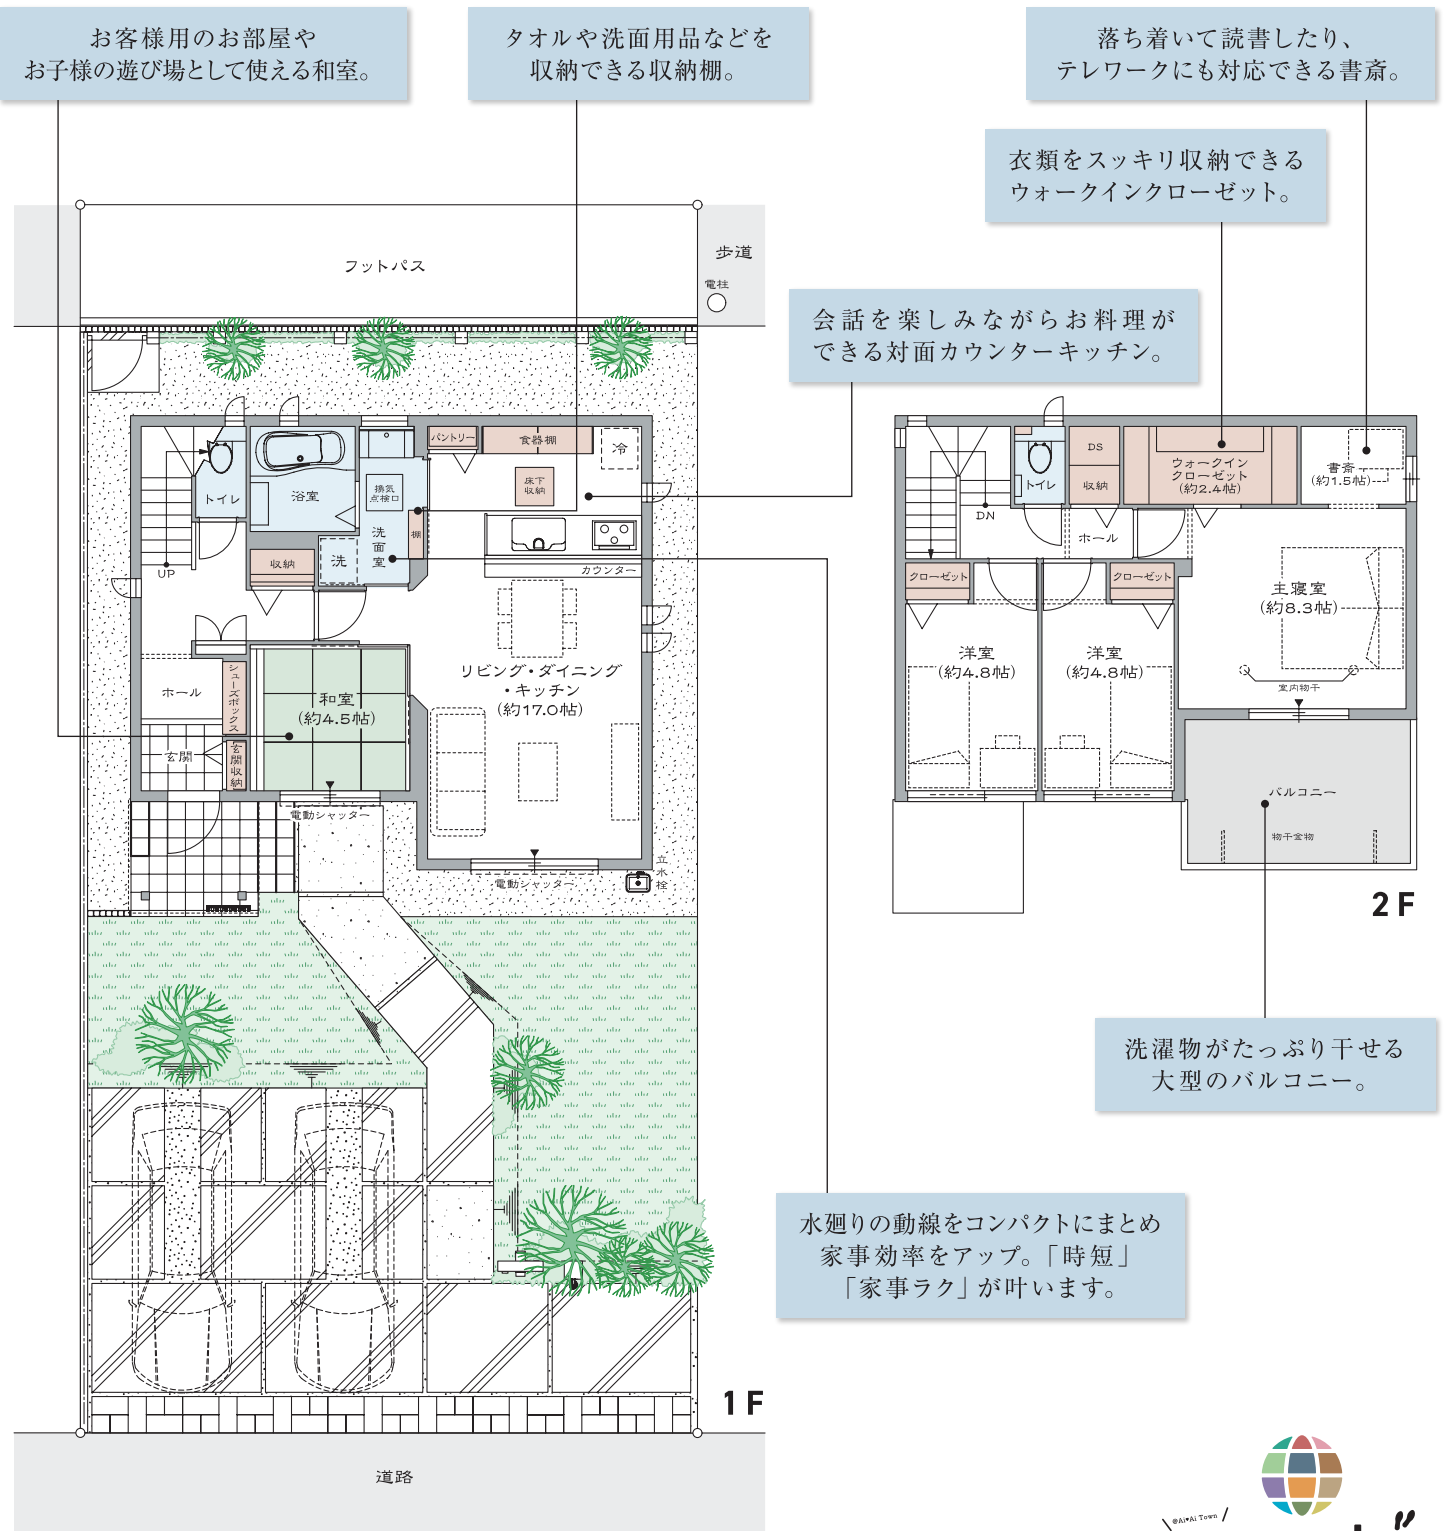 お客様用のお部屋や
お子様の遊び場として使える和室。
タオルや洗面用品などを
収納できる収納棚。
落ち着いて読書したり、
テレワークにも対応できる書斎。
衣類をスッキリ収納できる
ウォークインクローゼット。
会話を楽しみながらお料理が
できる対面カウンターキッチン。
フットパス
歩道
電柱
トイレ
浴室
換気
点検口
洗
面
室
洗
棚
パントリー
食器棚
冷
床下
収納
カウンター
収納
UP
ホール
シューズボックス
玄関
玄関収納
和室
(約4.5帖)
リビング・ダイニング
・キッチン
(約17.0帖)
電動シャッター
電動シャッター
立水栓
1F
道路
トイレ
DS
収納
ウォークイン
クローゼット
(約2.4帖)
書斎
(約1.5帖)
DN
ホール
クローゼット
クローゼット
洋室
(約4.8帖)
洋室
(約4.8帖)
主寝室
(約8.3帖)
室内物干
バルコニー
物干金物
2F
洗濯物がたっぷり干せる
大型のバルコニー。
水廻りの動線をコンパクトにまとめ
家事効率をアップ。「時短」
「家事ラク」が叶います。
@Ai♥Ai Town